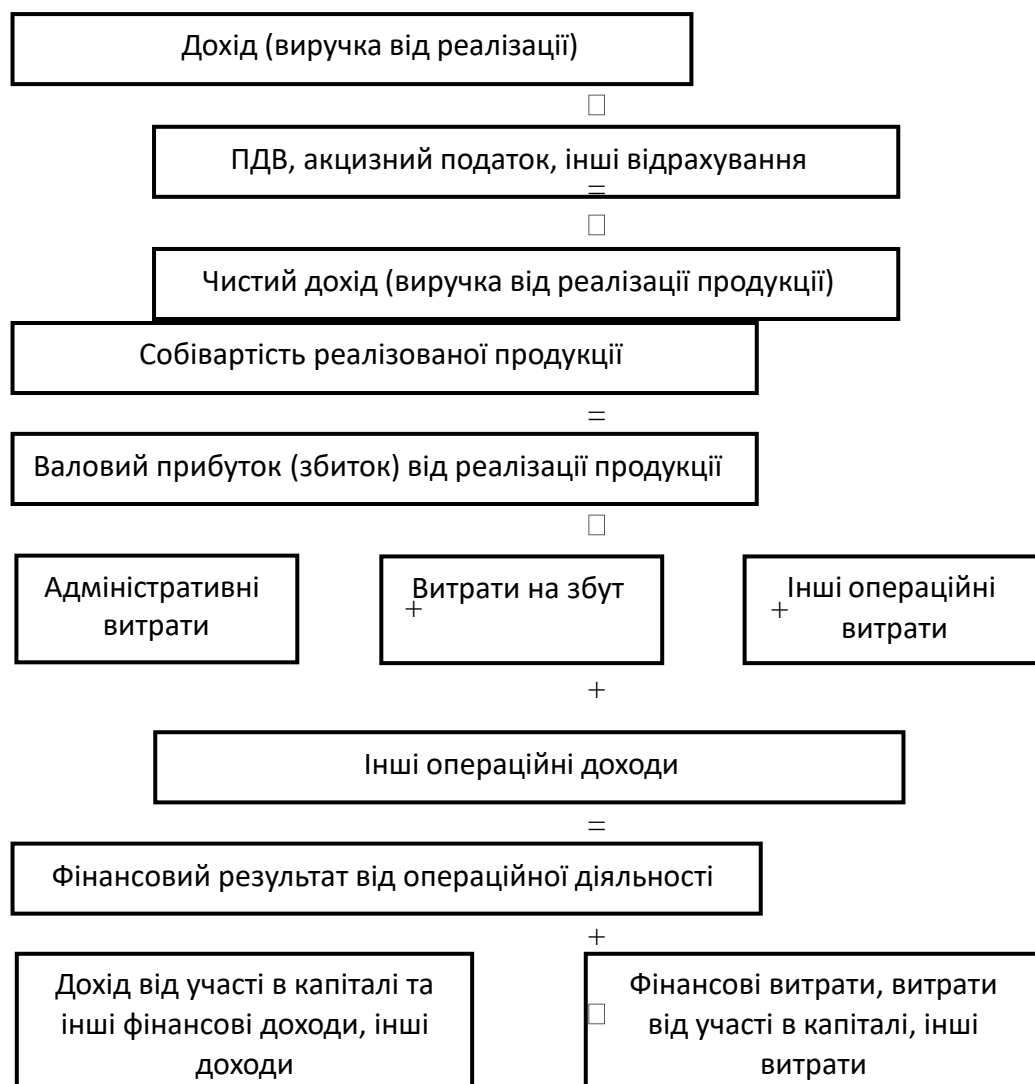 Дохід (виручка від реалізації)
□
ПДВ, акцизний податок, інші відрахування
=
□
Чистий дохід (виручка від реалізації продукції)
Собівартість реалізованої продукції
=
Валовий прибуток (збиток) від реалізації продукції
□
Адміністративні
витрати
+
Витрати на збут
+
Інші операційні
витрати
+
Інші операційні доходи
=
Фінансовий результат від операційної діяльності
+
Дохід від участі в капіталі та
інші фінансові доходи, інші
доходи
□
Фінансові витрати, витрати
від участі в капіталі, інші
витрати